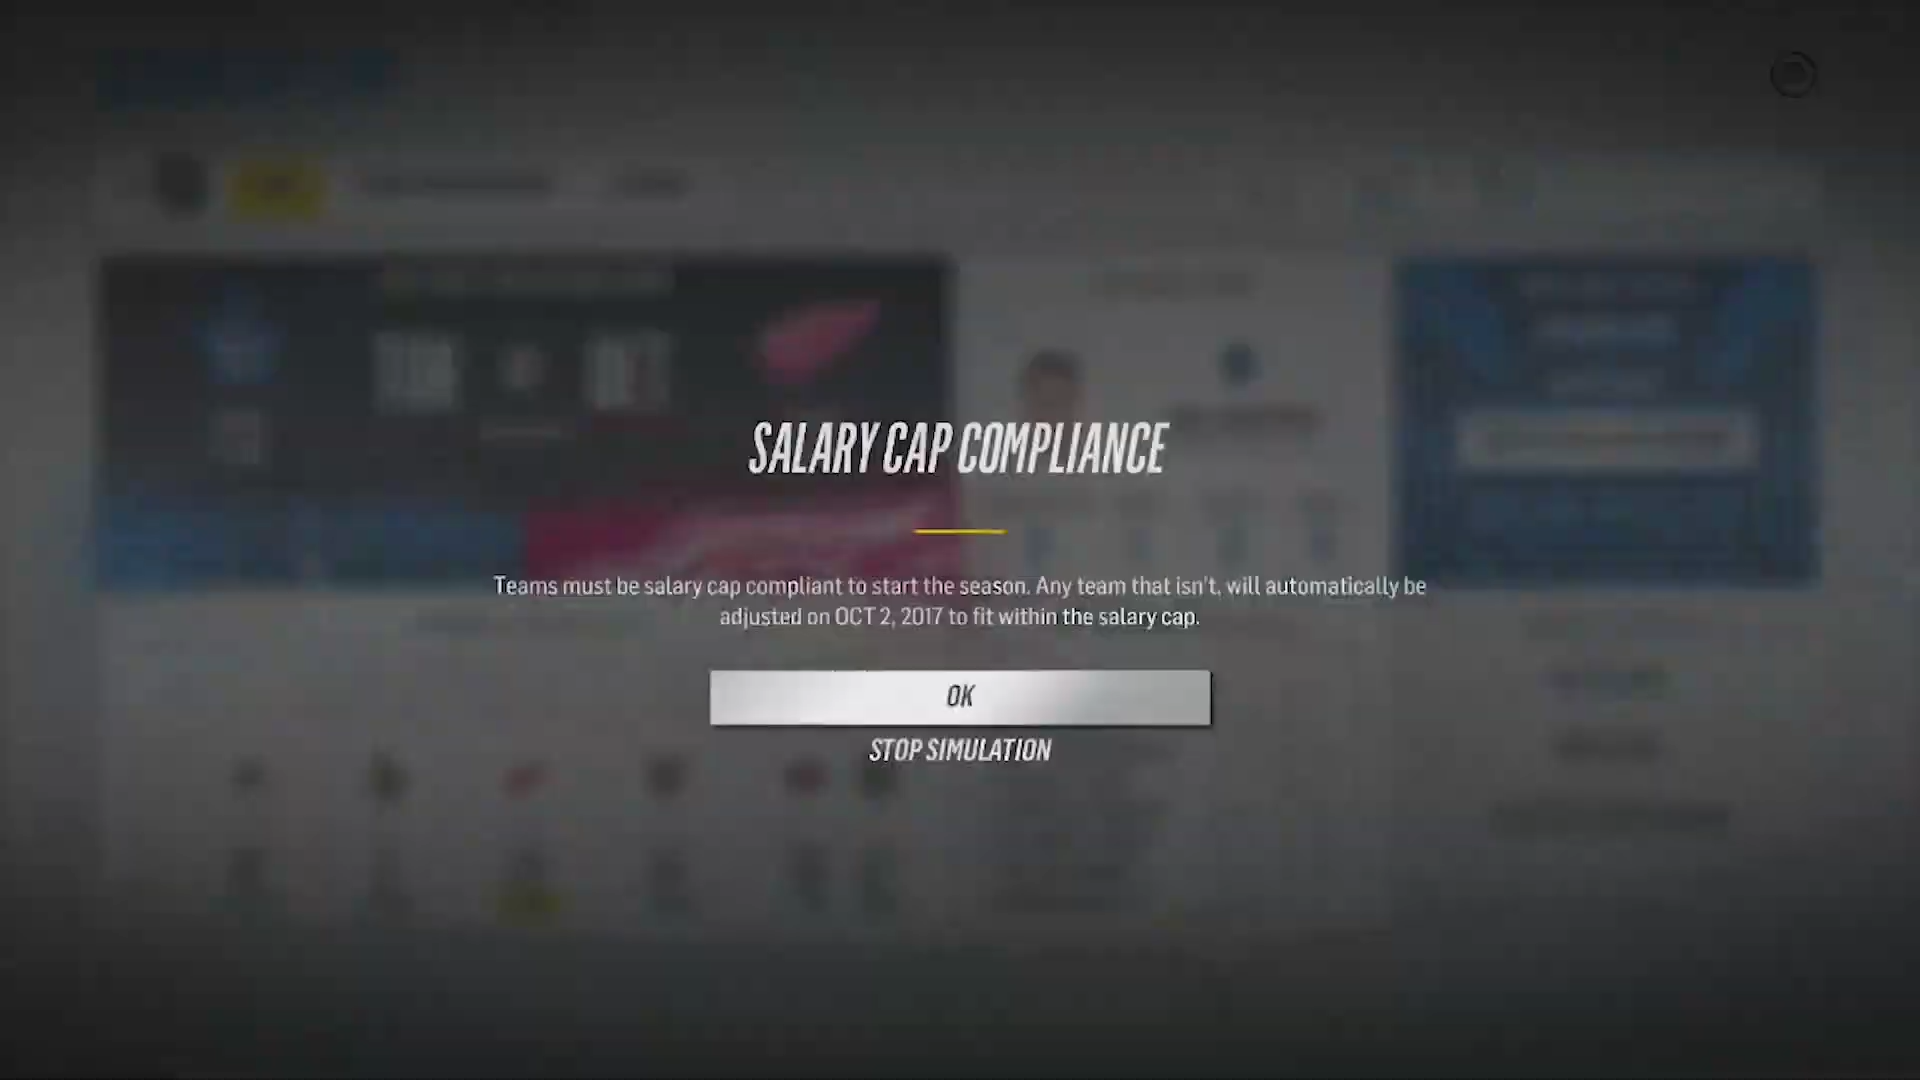 SALARY CAP COMPLIANCE
Teams must be salary cap compliant to start the season. Any team that isn't, will automatically be
adjusted on OCT 2, 2017 to fit within the salary cap.
OK
STOP SIMULATION